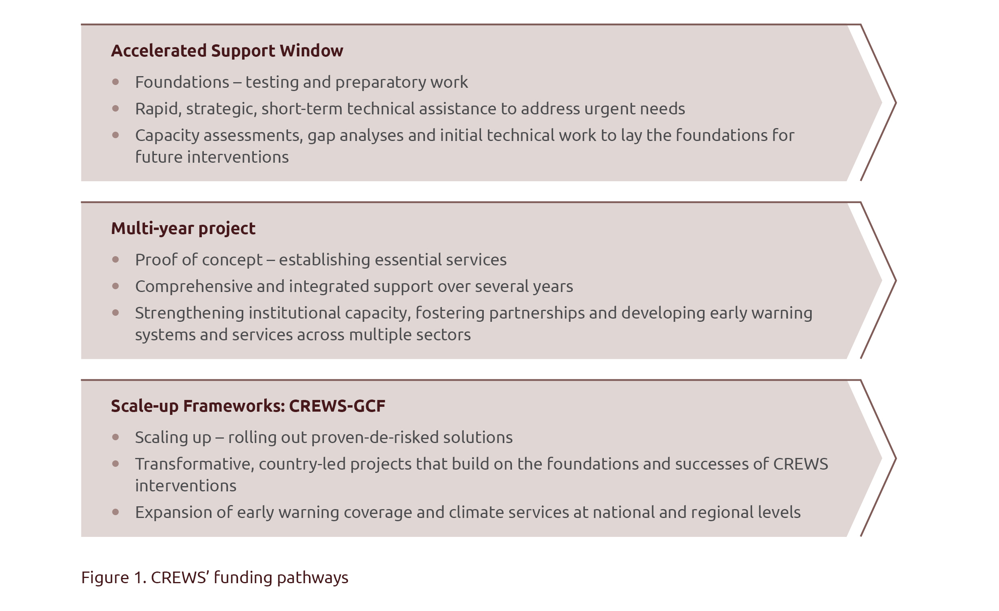 Accelerated Support Window
• Foundations – testing and preparatory work
• Rapid, strategic, short-term technical assistance to address urgent needs
• Capacity assessments, gap analyses and initial technical work to lay the foundations for
future interventions
Multi-year project
• Proof of concept – establishing essential services
• Comprehensive and integrated support over several years
• Strengthening institutional capacity, fostering partnerships and developing early warning
systems and services across multiple sectors
Scale-up Frameworks: CREWS-GCF
• Scaling up – rolling out proven-de-risked solutions
• Transformative, country-led projects that build on the foundations and successes of CREWS
interventions
• Expansion of early warning coverage and climate services at national and regional levels
Figure 1. CREWS’ funding pathways